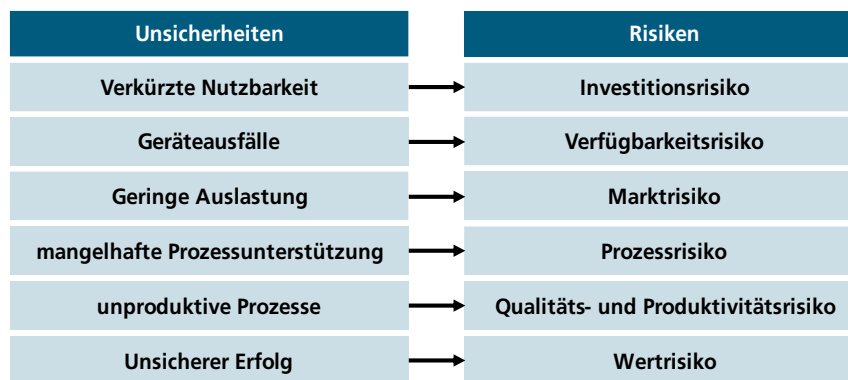 Unsicherheiten Risiken
Verkürzte Nutzbarkeit Investitionsrisiko
Geräteausfälle Verfügbarkeitsrisiko
Geringe Auslastung Marktrisiko
mangelhafte Prozessunterstützung Prozessrisiko
unproduktive Prozesse Qualitäts- und Produktivitätsrisiko
Unsicherer Erfolg Wertrisiko